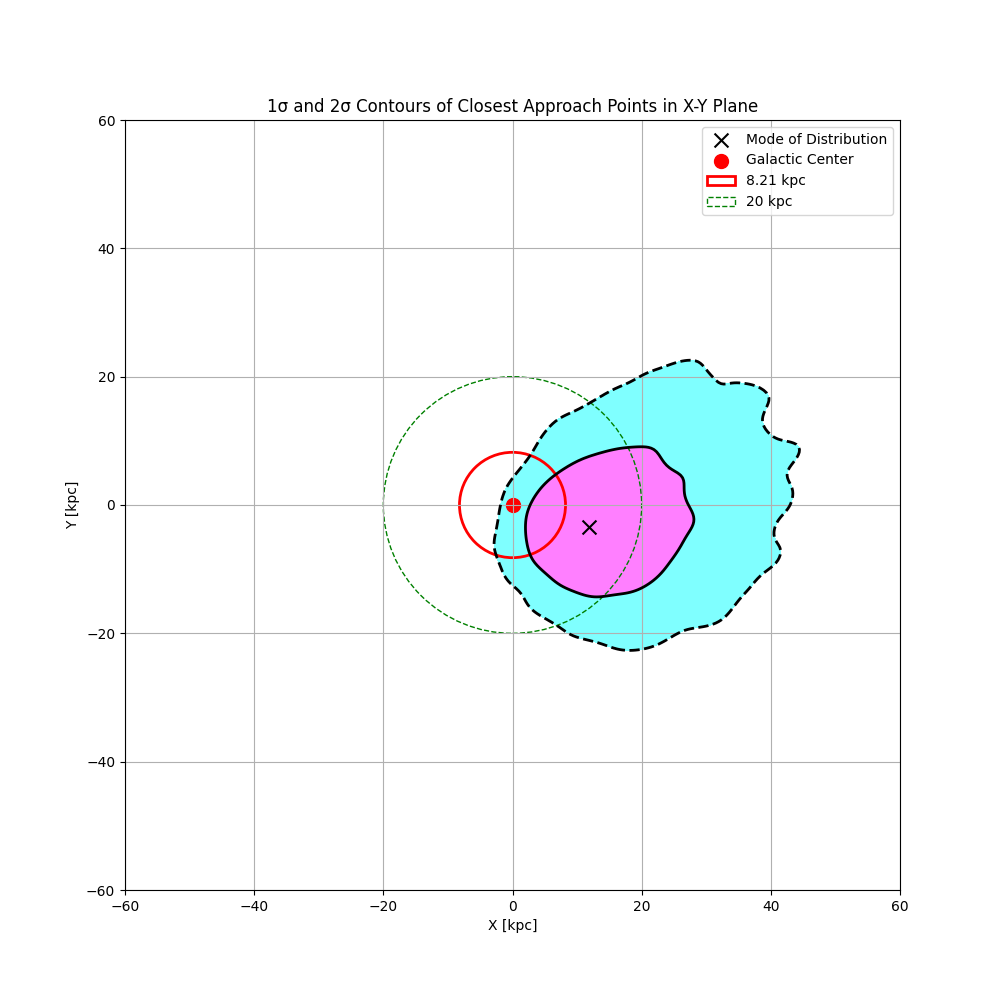 1σ and 2σ Contours of Closest Approach Points in X-Y Plane
Mode of Distribution
Galactic Center
8.21 kpc
20 kpc
60
40
20
0
−20
−40
−60
Y [kpc]
−60 −40 −20 0 20 40 60
X [kpc]